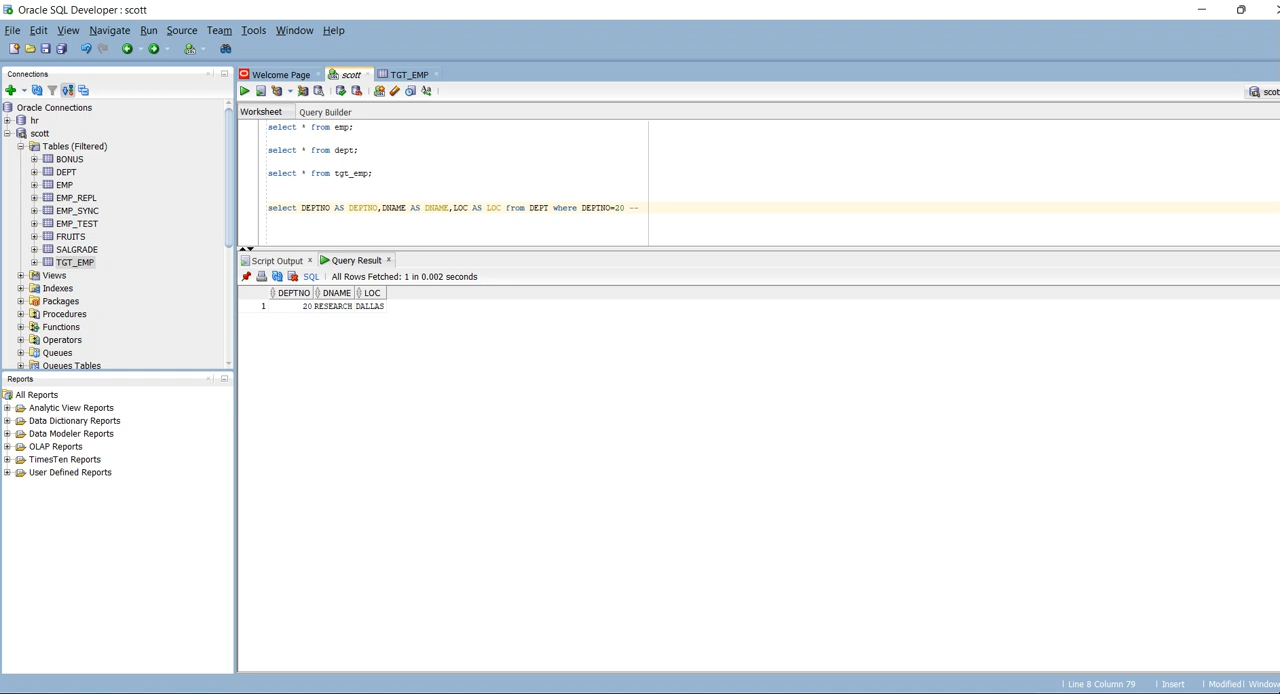 Oracle SQL Developer : scott
File Edit View Navigate Run Source Team Tools Window Help
Connections
Oracle Connections
hr
scott
Tables (Filtered)
BONUS
DEPT
EMP
EMP_REPL
EMP_SYNC
EMP_TEST
FRUITS
SALGRADE
TGT_EMP
Views
Indexes
Packages
Procedures
Functions
Operators
Queues
Queues Tables
Reports
All Reports
Analytic View Reports
Data Dictionary Reports
Data Modeler Reports
OLAP Reports
TimesTen Reports
User Defined Reports
Welcome Page scott TGT_EMP
scot
Worksheet Query Builder
select * from emp;
select * from dept;
select * from tgt_emp;
select DEPTNO AS DEPTNO,DNAME AS DNAME,LOC AS LOC from DEPT where DEPTNO=20 --
Script Output x Query Result x
SQL | All Rows Fetched: 1 in 0.002 seconds
DEPTNO DNAME LOC
1 20 RESEARCH DALLAS
| Line 8 Column 79 | Insert | Modified | Window